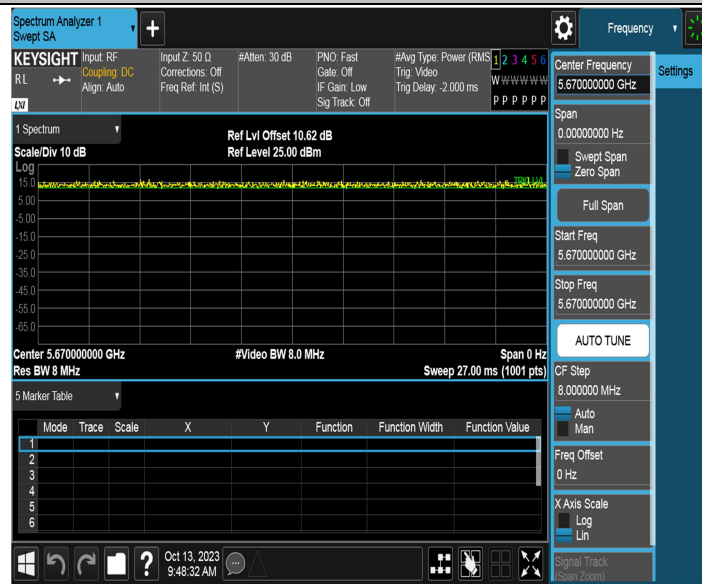 Spectrum Analyzer 1
Swept SA
+
Frequency
KEYSIGHT
RL
LXI
Input: RF
Coupling: DC
Align: Auto
Input Z: 50 Ω
Corrections: Off
Freq Ref: Int (S)
#Atten: 30 dB
PNO: Fast
Gate: Off
IF Gain: Low
Sig Track: Off
#Avg Type: Power (RMS
Trig: Video
Trig Delay: -2.000 ms
1 2 3 4 5 6
W W W W W W
P P P P P P
Settings
Center Frequency
5.670000000 GHz
Span
0.00000000 Hz
Swept Span
Zero Span
Full Span
Start Freq
5.670000000 GHz
Stop Freq
5.670000000 GHz
AUTO TUNE
CF Step
8.000000 MHz
Auto
Man
Freq Offset
0 Hz
X Axis Scale
Log
Lin
Signal Track
(Span Zoom)
1 Spectrum
Scale/Div 10 dB
Ref Lvl Offset 10.62 dB
Ref Level 25.00 dBm
Log
15.0
5.00
-5.00
-15.0
-25.0
-35.0
-45.0
-55.0
-65.0
TRIG LVL
Center 5.670000000 GHz
#Video BW 8.0 MHz
Span 0 Hz
Res BW 8 MHz
Sweep 27.00 ms (1001 pts)
5 Marker Table
Mode Trace Scale X Y Function Function Width Function Value
1
2
3
4
5
6
?
Oct 13, 2023
9:48:32 AM